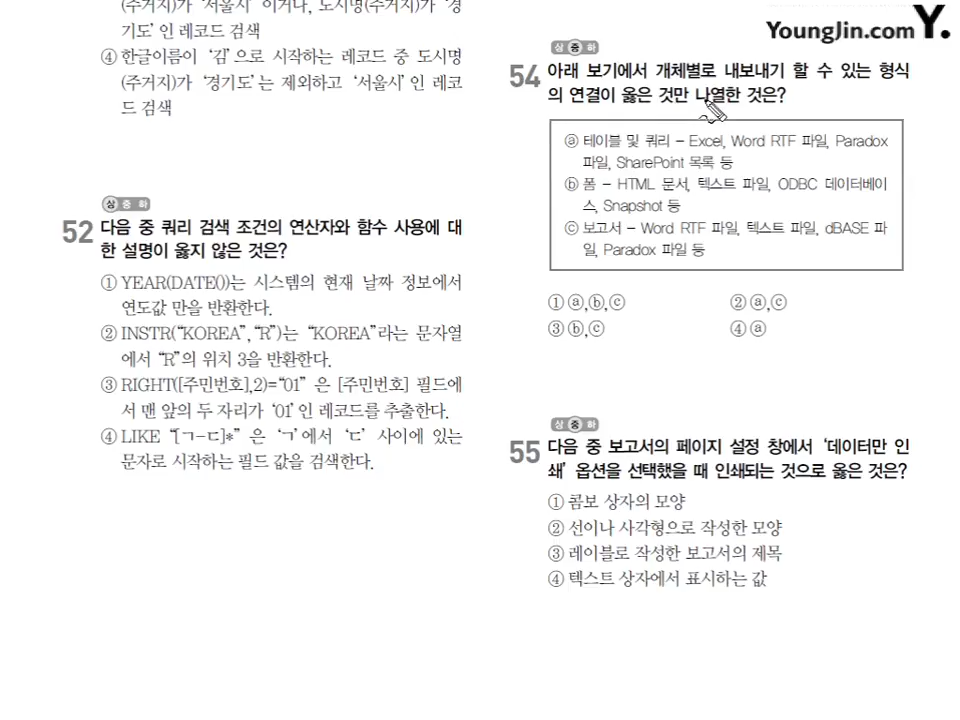 (주거지)가 '서울시' 이거나, 도시명(주거지)가 '경
기도' 인 레코드 검색
④ 한글이름이 '김'으로 시작하는 레코드 중 도시명
(주거지)가 '경기도' 는 제외하고 '서울시' 인 레코
드 검색
상 중 하
52 다음 중 쿼리 검색 조건의 연산자와 함수 사용에 대
한 설명이 옳지 않은 것은?
① YEAR(DATE())는 시스템의 현재 날짜 정보에서
연도값 만을 반환한다.
② INSTR("KOREA", "R")는 "KOREA"라는 문자열
에서 "R"의 위치 3을 반환한다.
③ RIGHT([주민번호],2)="01" 은 [주민번호] 필드에
서 맨 앞의 두 자리가 '01' 인 레코드를 추출한다.
④ LIKE "[ㄱ-ㄷ]*" 은 'ㄱ'에서 'ㄷ' 사이에 있는
문자로 시작하는 필드 값을 검색한다.
YoungJin.com Y.
상 중 하
54 아래 보기에서 개체별로 내보내기 할 수 있는 형식
의 연결이 옳은 것만 나열한 것은?
ⓐ 테이블 및 쿼리 – Excel, Word RTF 파일, Paradox
파일, SharePoint 목록 등
ⓑ 폼 – HTML 문서, 텍스트 파일, ODBC 데이터베이
스, Snapshot 등
ⓒ 보고서 – Word RTF 파일, 텍스트 파일, dBASE 파
일, Paradox 파일 등
① ⓐ,ⓑ,ⓒ ② ⓐ,ⓒ
③ ⓑ,ⓒ ④ ⓐ
상 중 하
55 다음 중 보고서의 페이지 설정 창에서 '데이터만 인
쇄' 옵션을 선택했을 때 인쇄되는 것으로 옳은 것은?
① 콤보 상자의 모양
② 선이나 사각형으로 작성한 모양
③ 레이블로 작성한 보고서의 제목
④ 텍스트 상자에서 표시하는 값